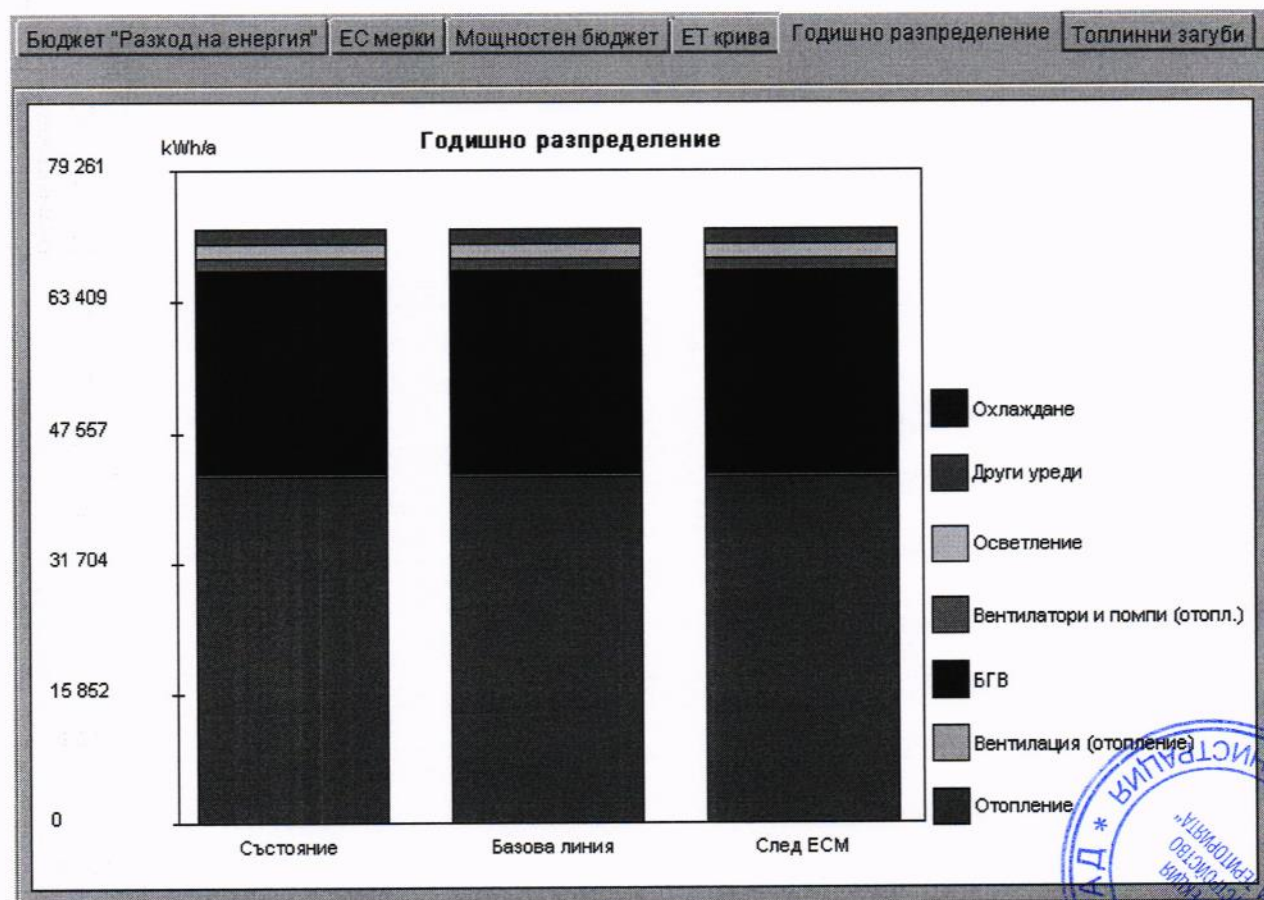 Бюджет "Разход на енергия" ЕС мерки Мощностен бюджет ЕТ крива Годишно разпределение Топлинни загуби
Годишно разпределение
kWh/a
79 261
63 409
47 557
31 704
15 852
0
Състояние Базова линия След ЕСМ
Охлаждане
Други уреди
Осветление
Вентилатори и помпи (отопл.)
БГВ
Вентилация (отопление)
Отопление